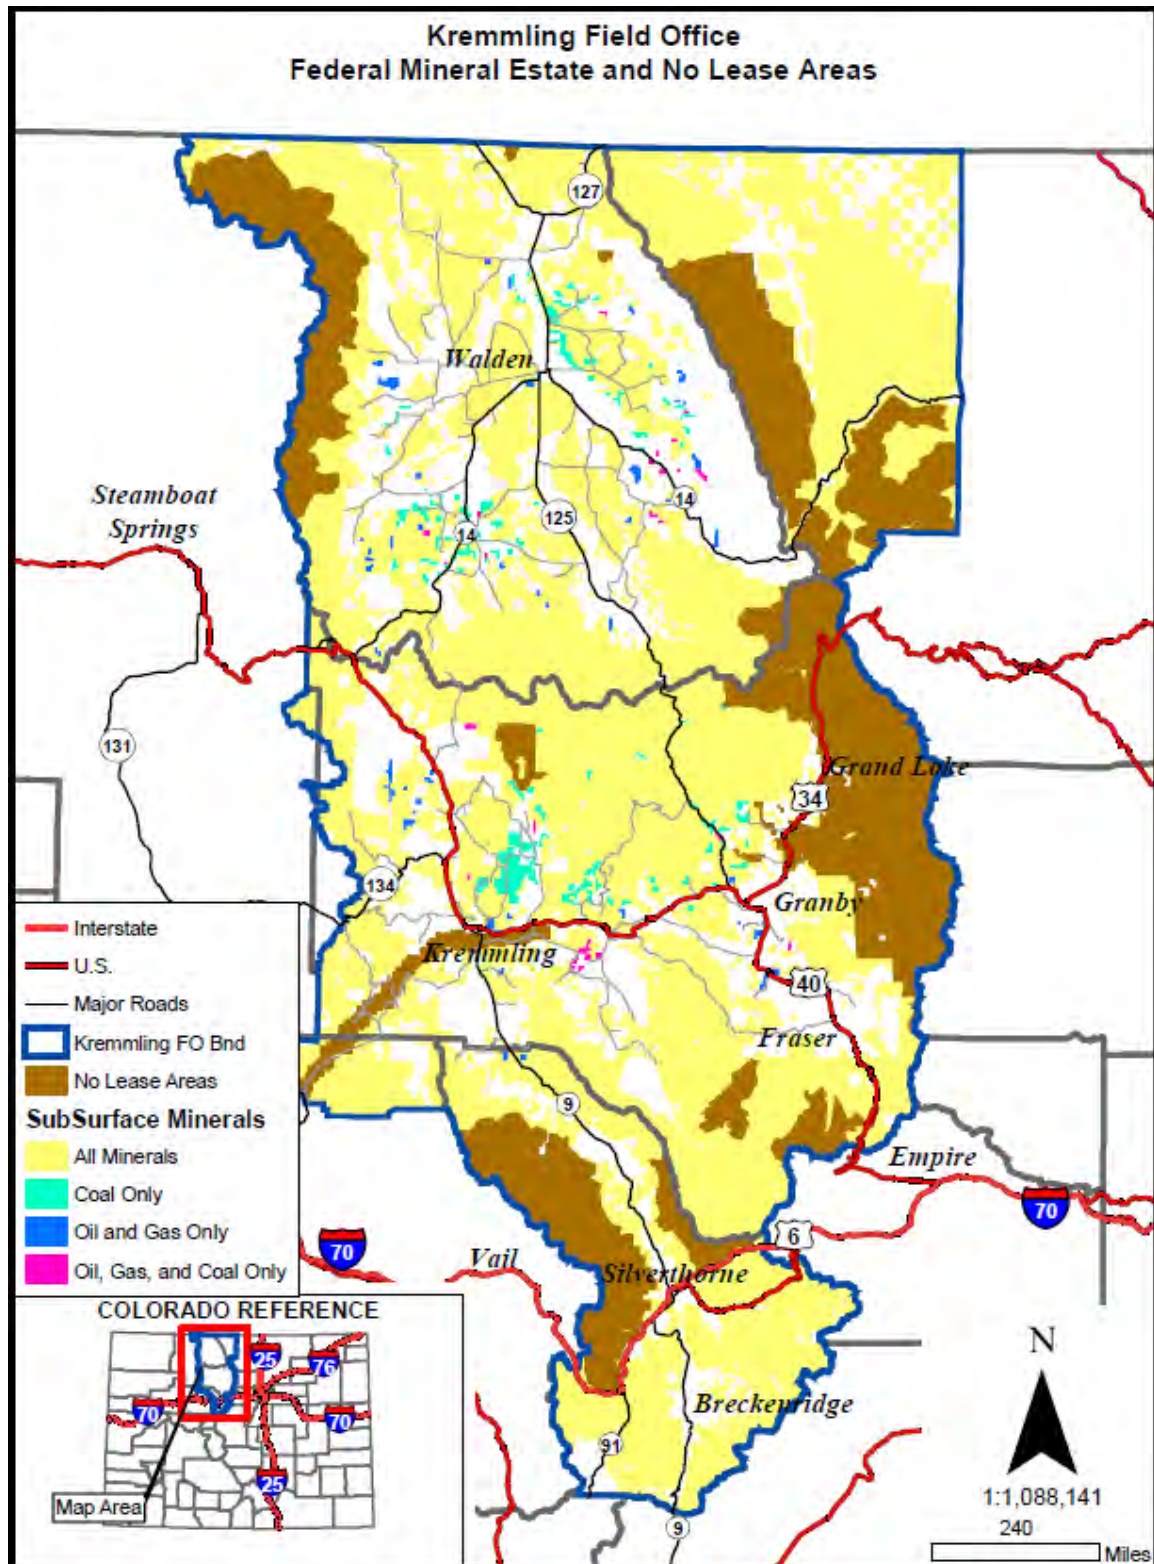 Kremmling Field Office
Federal Mineral Estate and No Lease Areas
127
Walden
Steamboat
Springs
14
125
14
131
Grand Lake
34
134
Granby
Kremmling
40
Fraser
9
Empire
70
6
70
Vail
Silverthorne
Breckenridge
91
9
Interstate
U.S.
Major Roads
Kremmling FO Bnd
No Lease Areas
SubSurface Minerals
All Minerals
Coal Only
Oil and Gas Only
Oil, Gas, and Coal Only
COLORADO REFERENCE
25
76
70
70
25
Map Area
N
1:1,088,141
240
Miles